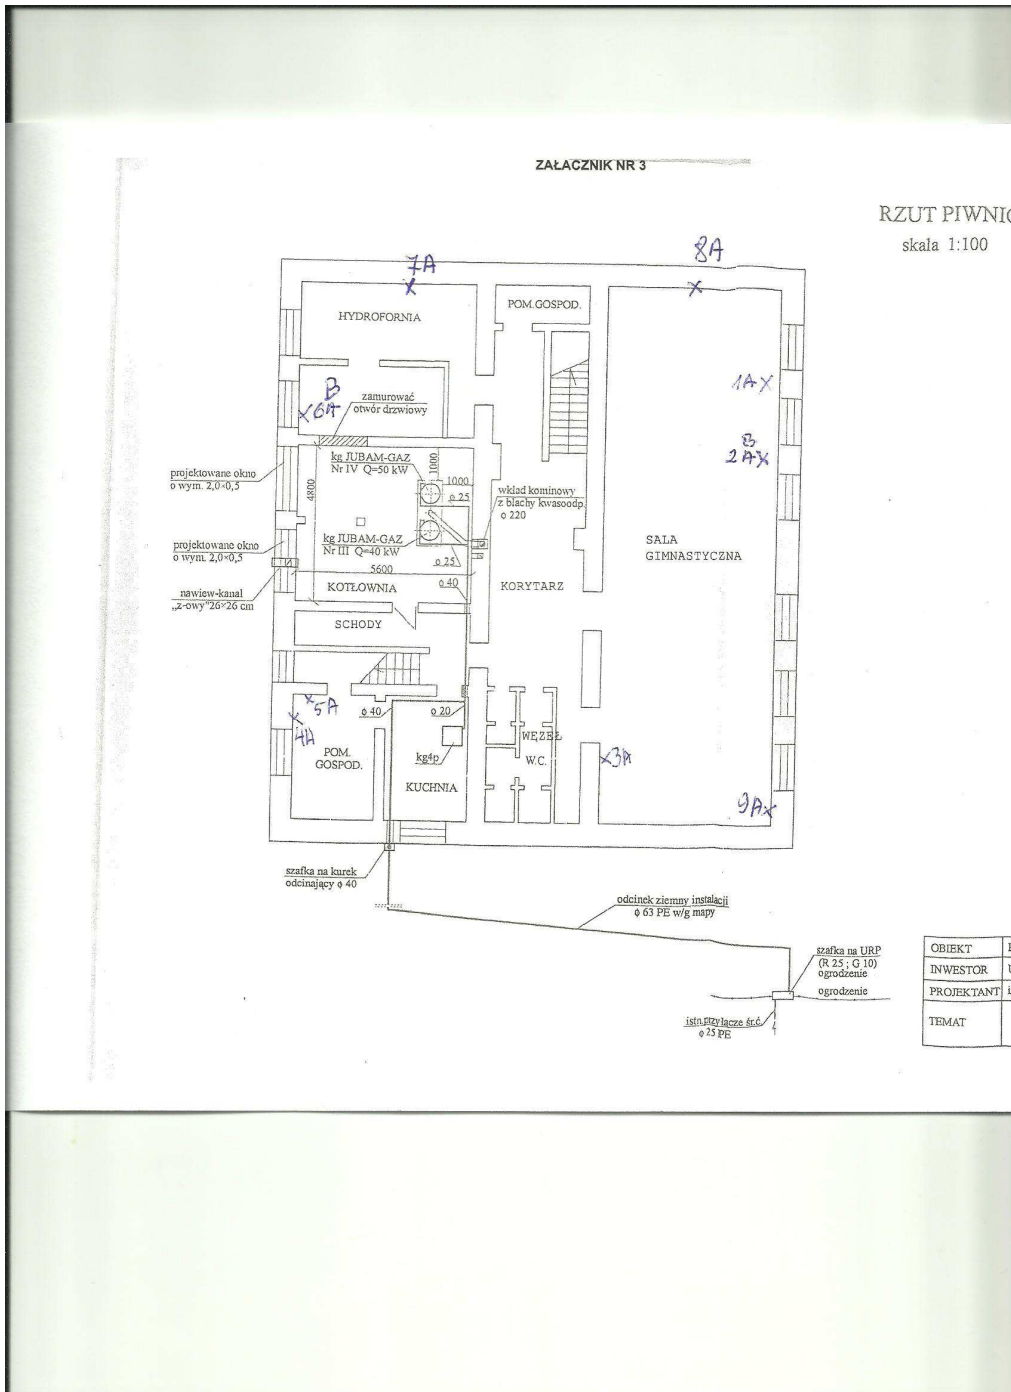 ZAŁACZNIK NR 3
RZUT PIWNIC
skala 1:100
7A
X
8A
X
HYDROFORNIA
POM.GOSPOD.
1A X
B
X 6A
zamurować
otwór drzwiowy
B
2A X
projektowane okno
o wym. 2,0×0,5
kg JUBAM-GAZ
Nr IV Q=50 kW
1000
1000
ϕ 25
4800
wkład kominowy
z blachy kwasoodp.
o 220
projektowane okno
o wym. 2,0×0,5
kg JUBAM-GAZ
Nr III Q=40 kW
ϕ 25
5600
ϕ 40
SALA
GIMNASTYCZNA
nawiew-kanał
„z-owy"26×26 cm
KOTŁOWNIA
KORYTARZ
SCHODY
X 5A
X
4A
ϕ 40
ϕ 20
POM.
GOSPOD.
kg4p
KUCHNIA
WĘZEŁ
W.C.
X 3A
9A X
szafka na kurek
odcinający ϕ 40
odcinek ziemny instalacji
ϕ 63 PE w/g mapy
szafka na URP
(R 25 ; G 10)
ogrodzenie
ogrodzenie
istn.przyłacze śr.ć.
ϕ 25 PE
OBIEKT
INWESTOR
PROJEKTANT
TEMAT